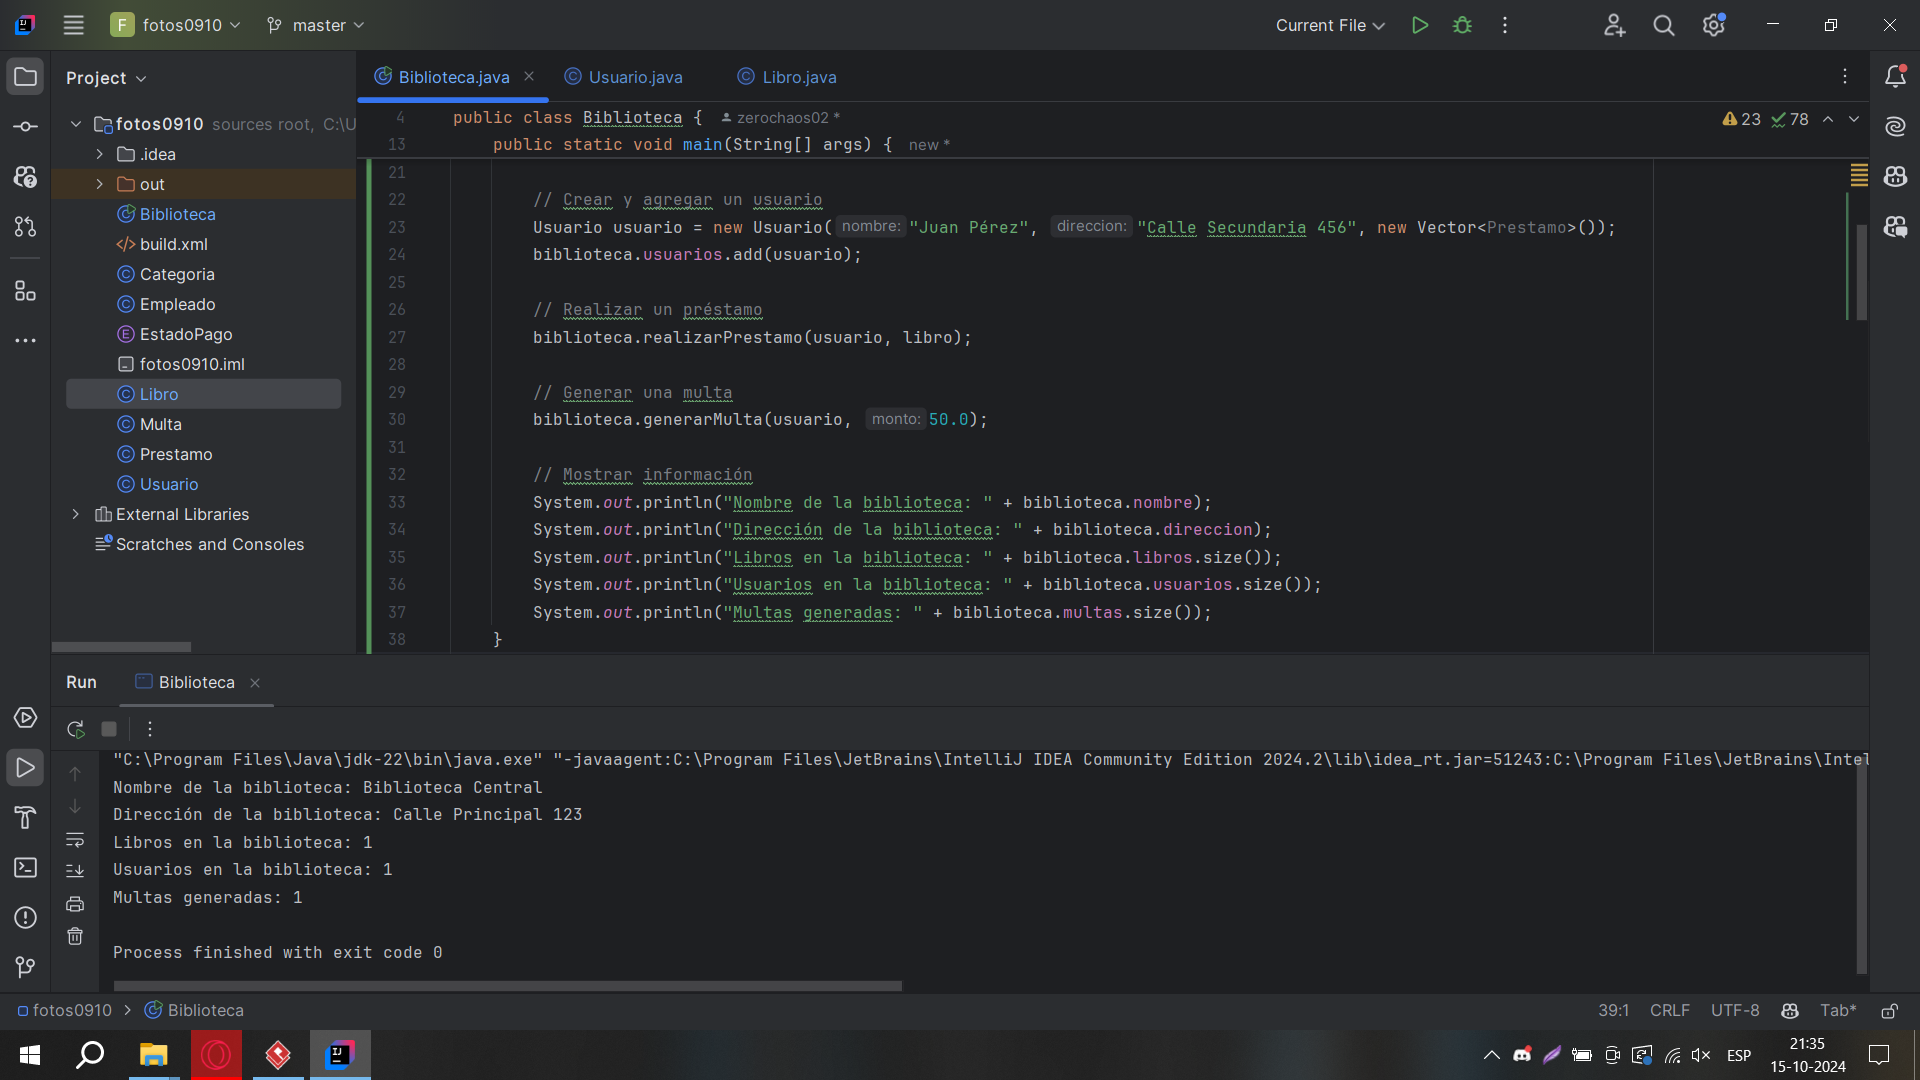 F fotos0910 master
Current File
Project
Biblioteca.java
Usuario.java
Libro.java
fotos0910 sources root, C:\U
.idea
out
Biblioteca
build.xml
Categoria
Empleado
EstadoPago
fotos0910.iml
Libro
Multa
Prestamo
Usuario
External Libraries
Scratches and Consoles
23 78
4 public class Biblioteca { zerochaos02 *
13 public static void main(String[] args) { new *
21
22 // Crear y agregar un usuario
23 Usuario usuario = new Usuario( nombre: "Juan Pérez", direccion: "Calle Secundaria 456", new Vector<Prestamo>());
24 biblioteca.usuarios.add(usuario);
25
26 // Realizar un préstamo
27 biblioteca.realizarPrestamo(usuario, libro);
28
29 // Generar una multa
30 biblioteca.generarMulta(usuario, monto: 50.0);
31
32 // Mostrar información
33 System.out.println("Nombre de la biblioteca: " + biblioteca.nombre);
34 System.out.println("Dirección de la biblioteca: " + biblioteca.direccion);
35 System.out.println("Libros en la biblioteca: " + biblioteca.libros.size());
36 System.out.println("Usuarios en la biblioteca: " + biblioteca.usuarios.size());
37 System.out.println("Multas generadas: " + biblioteca.multas.size());
38 }
Run Biblioteca
"C:\Program Files\Java\jdk-22\bin\java.exe" "-javaagent:C:\Program Files\JetBrains\IntelliJ IDEA Community Edition 2024.2\lib\idea_rt.jar=51243:C:\Program Files\JetBrains\Intel
Nombre de la biblioteca: Biblioteca Central
Dirección de la biblioteca: Calle Principal 123
Libros en la biblioteca: 1
Usuarios en la biblioteca: 1
Multas generadas: 1
Process finished with exit code 0
fotos0910 > Biblioteca
39:1 CRLF UTF-8 Tab*
ESP
21:35
15-10-2024